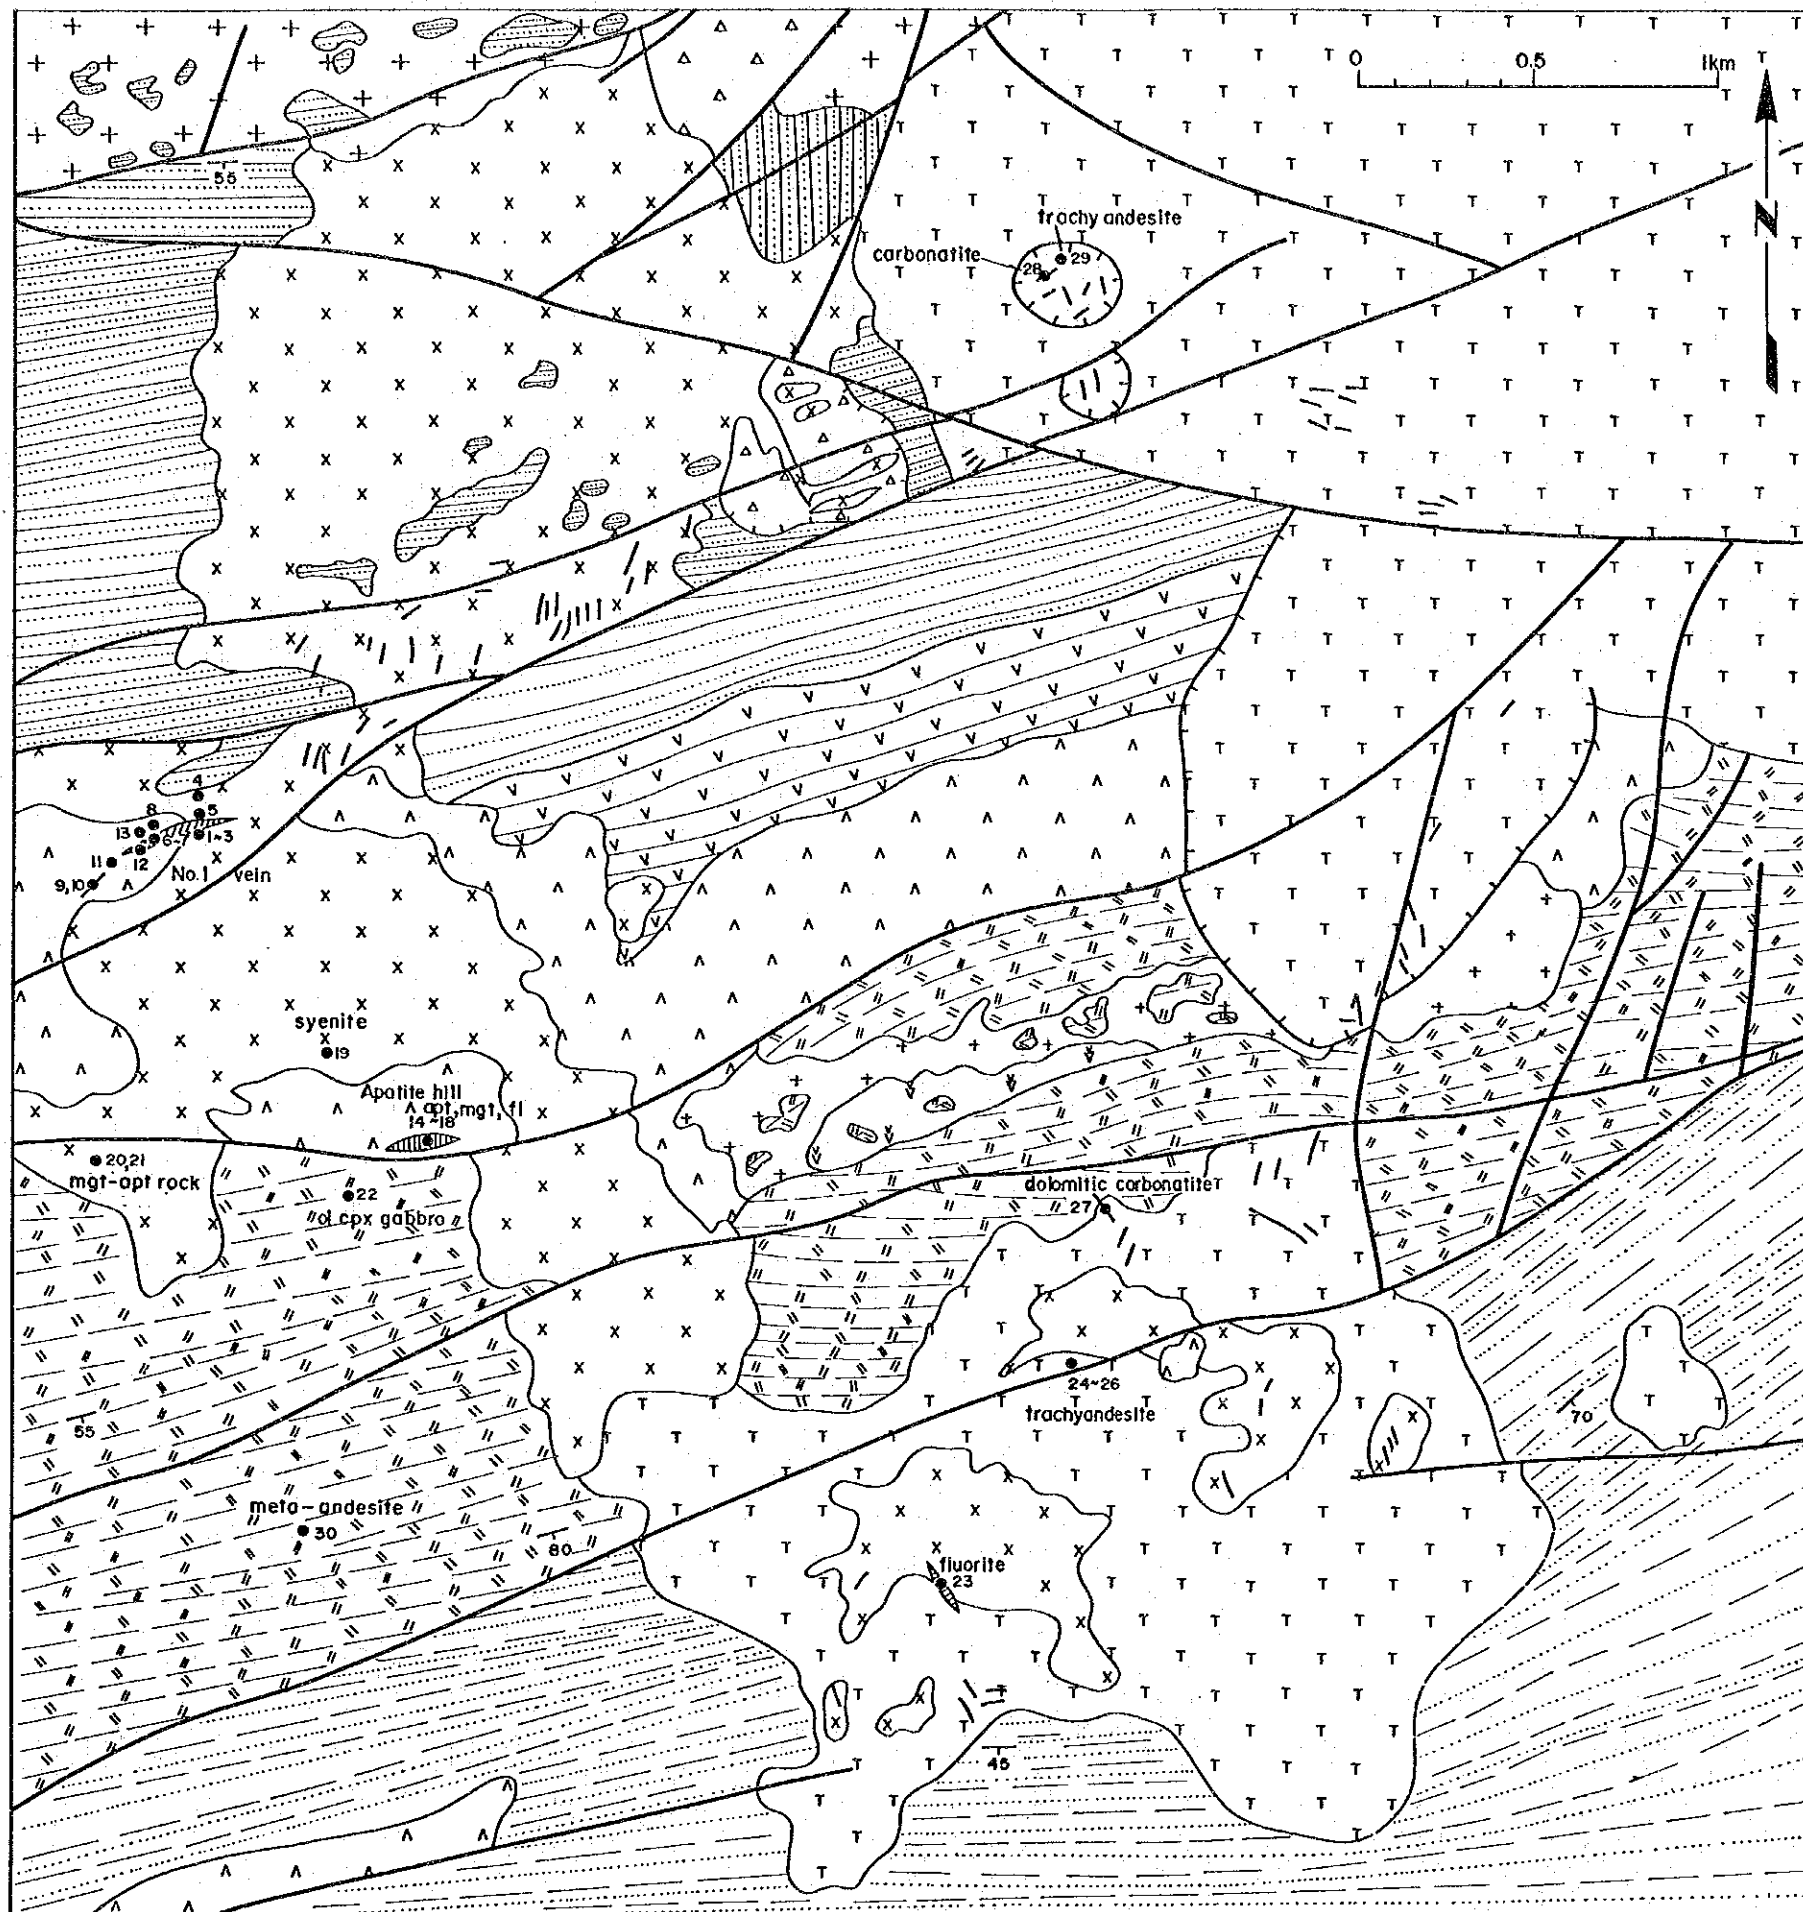 0 0.5 1km
N
55
trachy andesite
carbonatite
28 29
4
8 5
13 6~7 1~3
11 12
No.1 vein
9,10
syenite
19
Apatite hill
apt, mgt, fl
14~18
20,21
mgt-apt rock
22
ol cpx gabbro
dolomitic carbonatite
27
24~26
trachyandesite
70
55
meta-andesite
30
80
fluorite
23
45